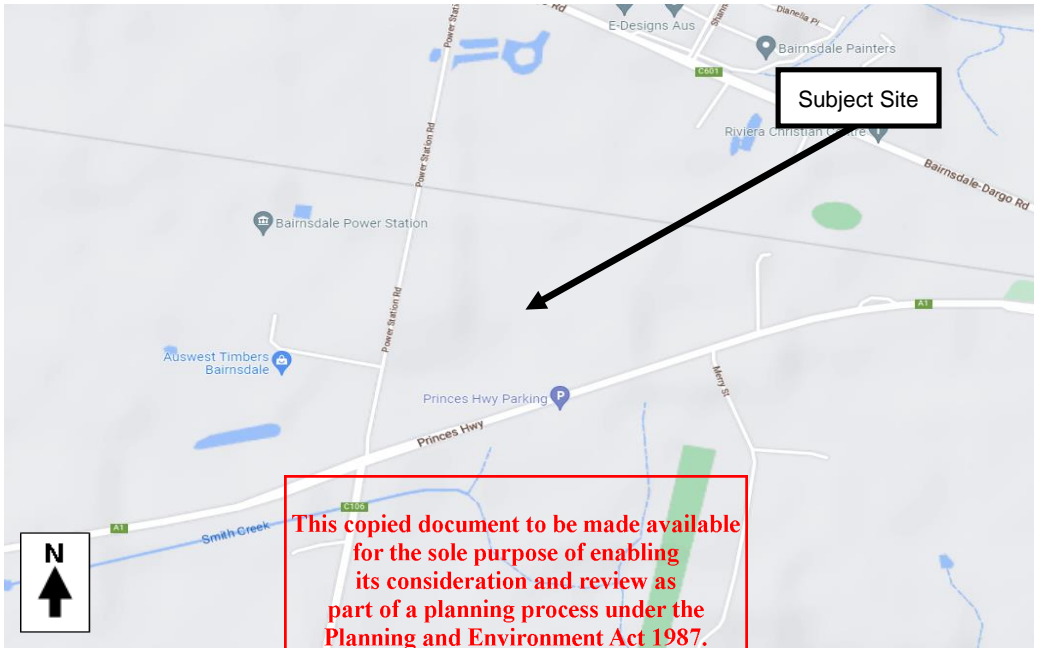 Rd
E-Designs Aus
Dianella Pl
Bairnsdale Painters
C601
Subject Site
Riviera Christian Centre
Bairnsdale-Dargo Rd
Power Station Rd
Bairnsdale Power Station
Power Station Rd
A1
Auswest Timbers
Bairnsdale
Princes Hwy Parking
P
Merry St
Princes Hwy
C106
A1
Smith Creek
N
This copied document to be made available
for the sole purpose of enabling
its consideration and review as
part of a planning process under the
Planning and Environment Act 1987.